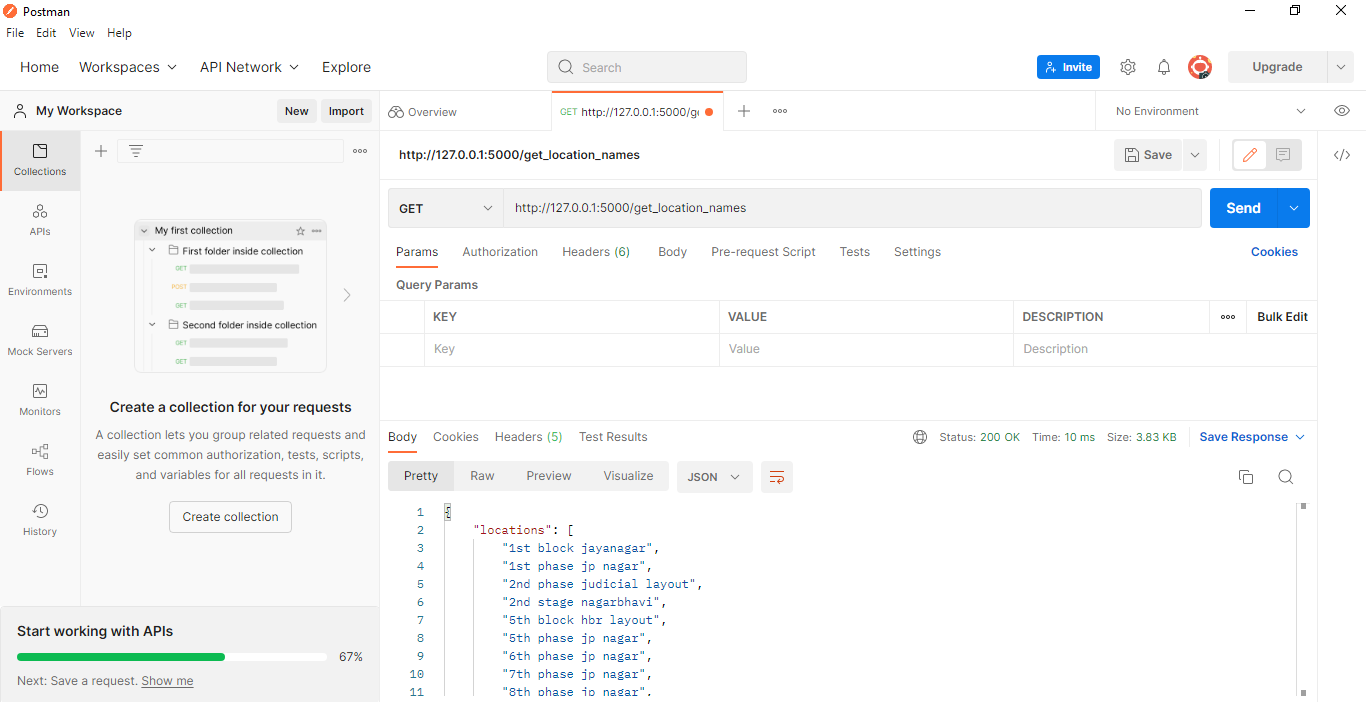 Postman
File Edit View Help
Home Workspaces API Network Explore Search Invite Upgrade
My Workspace New Import
Overview GET http://127.0.0.1:5000/g No Environment
Collections
APIs
Environments
Mock Servers
Monitors
Flows
History
My first collection
First folder inside collection
GET
POST
GET
Second folder inside collection
GET
GET
Create a collection for your requests
A collection lets you group related requests and
easily set common authorization, tests, scripts,
and variables for all requests in it.
Create collection
Start working with APIs
67%
Next: Save a request. Show me
http://127.0.0.1:5000/get_location_names Save
GET http://127.0.0.1:5000/get_location_names Send
Params Authorization Headers (6) Body Pre-request Script Tests Settings Cookies
Query Params
KEY VALUE DESCRIPTION Bulk Edit
Key Value Description
Body Cookies Headers (5) Test Results Status: 200 OK Time: 10 ms Size: 3.83 KB Save Response
Pretty Raw Preview Visualize JSON
1 {
2 "locations": [
3 "1st block jayanagar",
4 "1st phase jp nagar",
5 "2nd phase judicial layout",
6 "2nd stage nagarbhavi",
7 "5th block hbr layout",
8 "5th phase jp nagar",
9 "6th phase jp nagar",
10 "7th phase jp nagar",
11 "8th phase jp nagar",